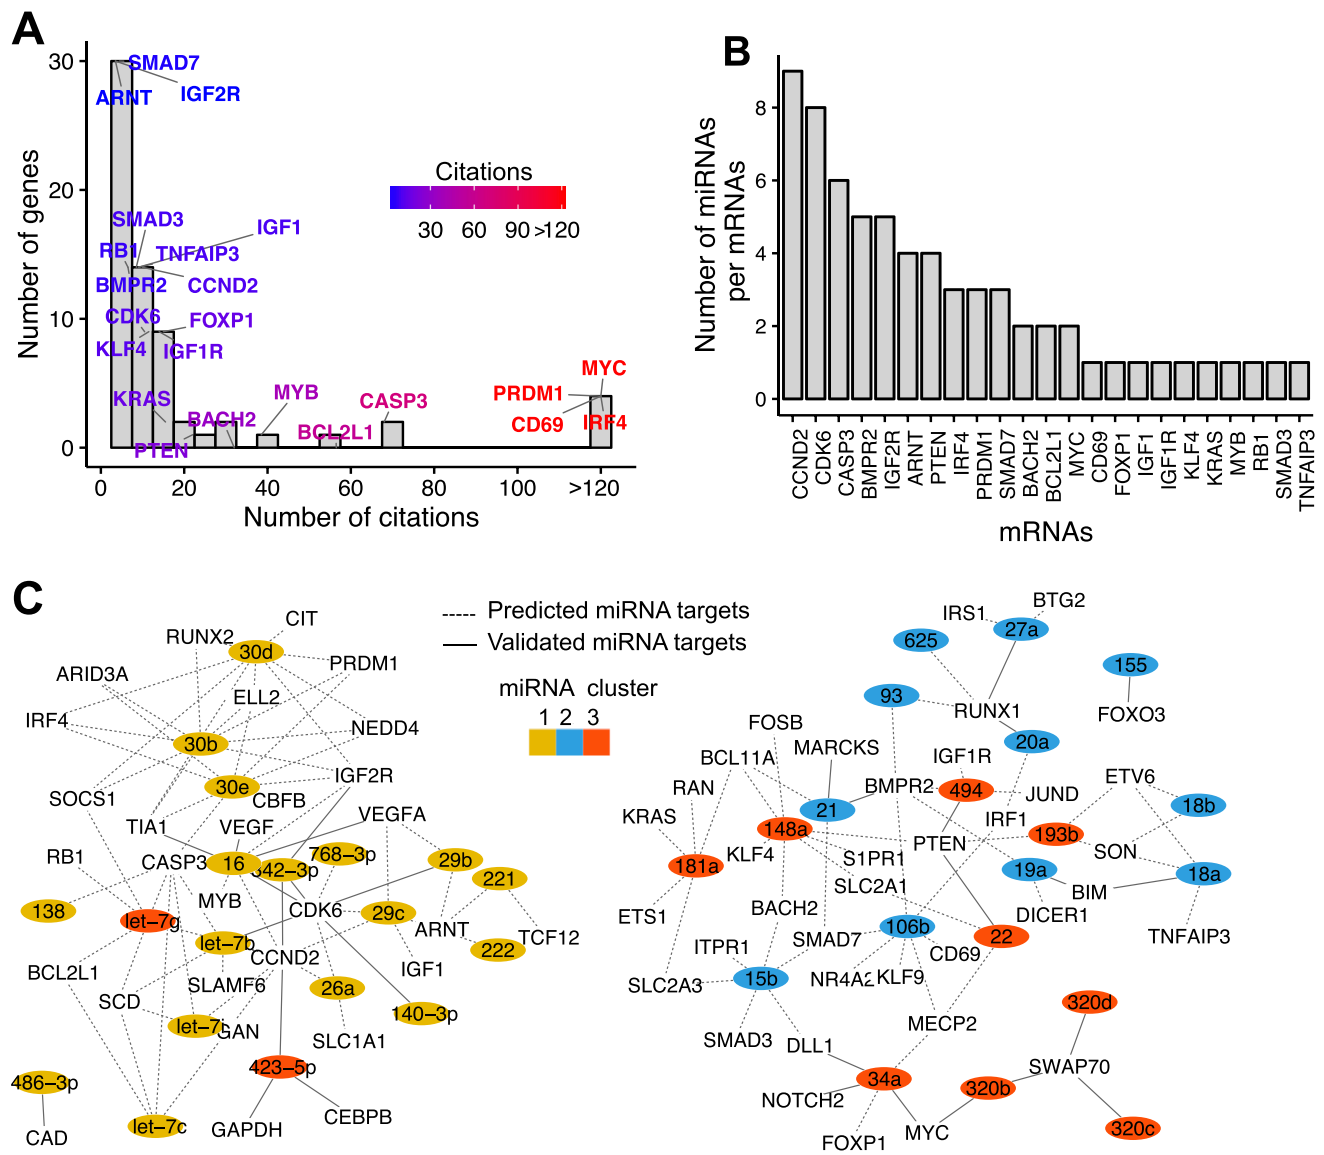 A
30
20
10
0
Number of genes
SMAD7
ARNT
IGF2R
Citations
30 60 90 >120
SMAD3
IGF1
RB1
TNFAIP3
BMPR2
CCND2
CDK6
FOXP1
KLF4
IGF1R
KRAS
BACH2
MYB
PTEN
BCL2L1
CASP3
PRDM1
MYC
CD69
IRF4
0 20 40 60 80 100 >120
Number of citations
B
8
6
4
2
0
Number of miRNAs
per mRNAs
CCND2
CDK6
CASP3
BMPR2
IGF2R
ARNT
PTEN
IRF4
PRDM1
SMAD7
BACH2
BCL2L1
MYC
CD69
FOXP1
IGF1
IGF1R
KLF4
KRAS
MYB
RB1
SMAD3
TNFAIP3
mRNAs
C
Predicted miRNA targets
Validated miRNA targets
miRNA cluster
1 2 3
CIT
RUNX2
30d
PRDM1
ARID3A
ELL2
IRF4
NEDD4
30b
IGF2R
30e
CBFB
SOCS1
VEGFA
TIA1
VEGF
RB1
CASP3
16
342-3p
768-3p
29b
221
138
MYB
CDK6
29c
let-7g
let-7b
ARNT
TCF12
222
CCND2
IGF1
BCL2L1
SLAMF6
26a
SCD
140-3p
let-7i
GAN
SLC1A1
423-5p
486-3p
CEBPB
let-7c
GAPDH
CAD
IRS1
BTG2
625
27a
155
93
RUNX1
FOXO3
FOSB
20a
MARCKS
BCL11A
IGF1R
ETV6
RAN
BMPR2
494
JUND
21
18b
KRAS
148a
IRF1
193b
PTEN
SON
KLF4
S1PR1
181a
19a
18a
SLC2A1
BIM
ETS1
BACH2
DICER1
106b
22
TNFAIP3
ITPR1
SMAD7
CD69
SLC2A3
15b
NR4A2
KLF9
320d
SMAD3
DLL1
MECP2
SWAP70
34a
320b
NOTCH2
320c
MYC
FOXP1